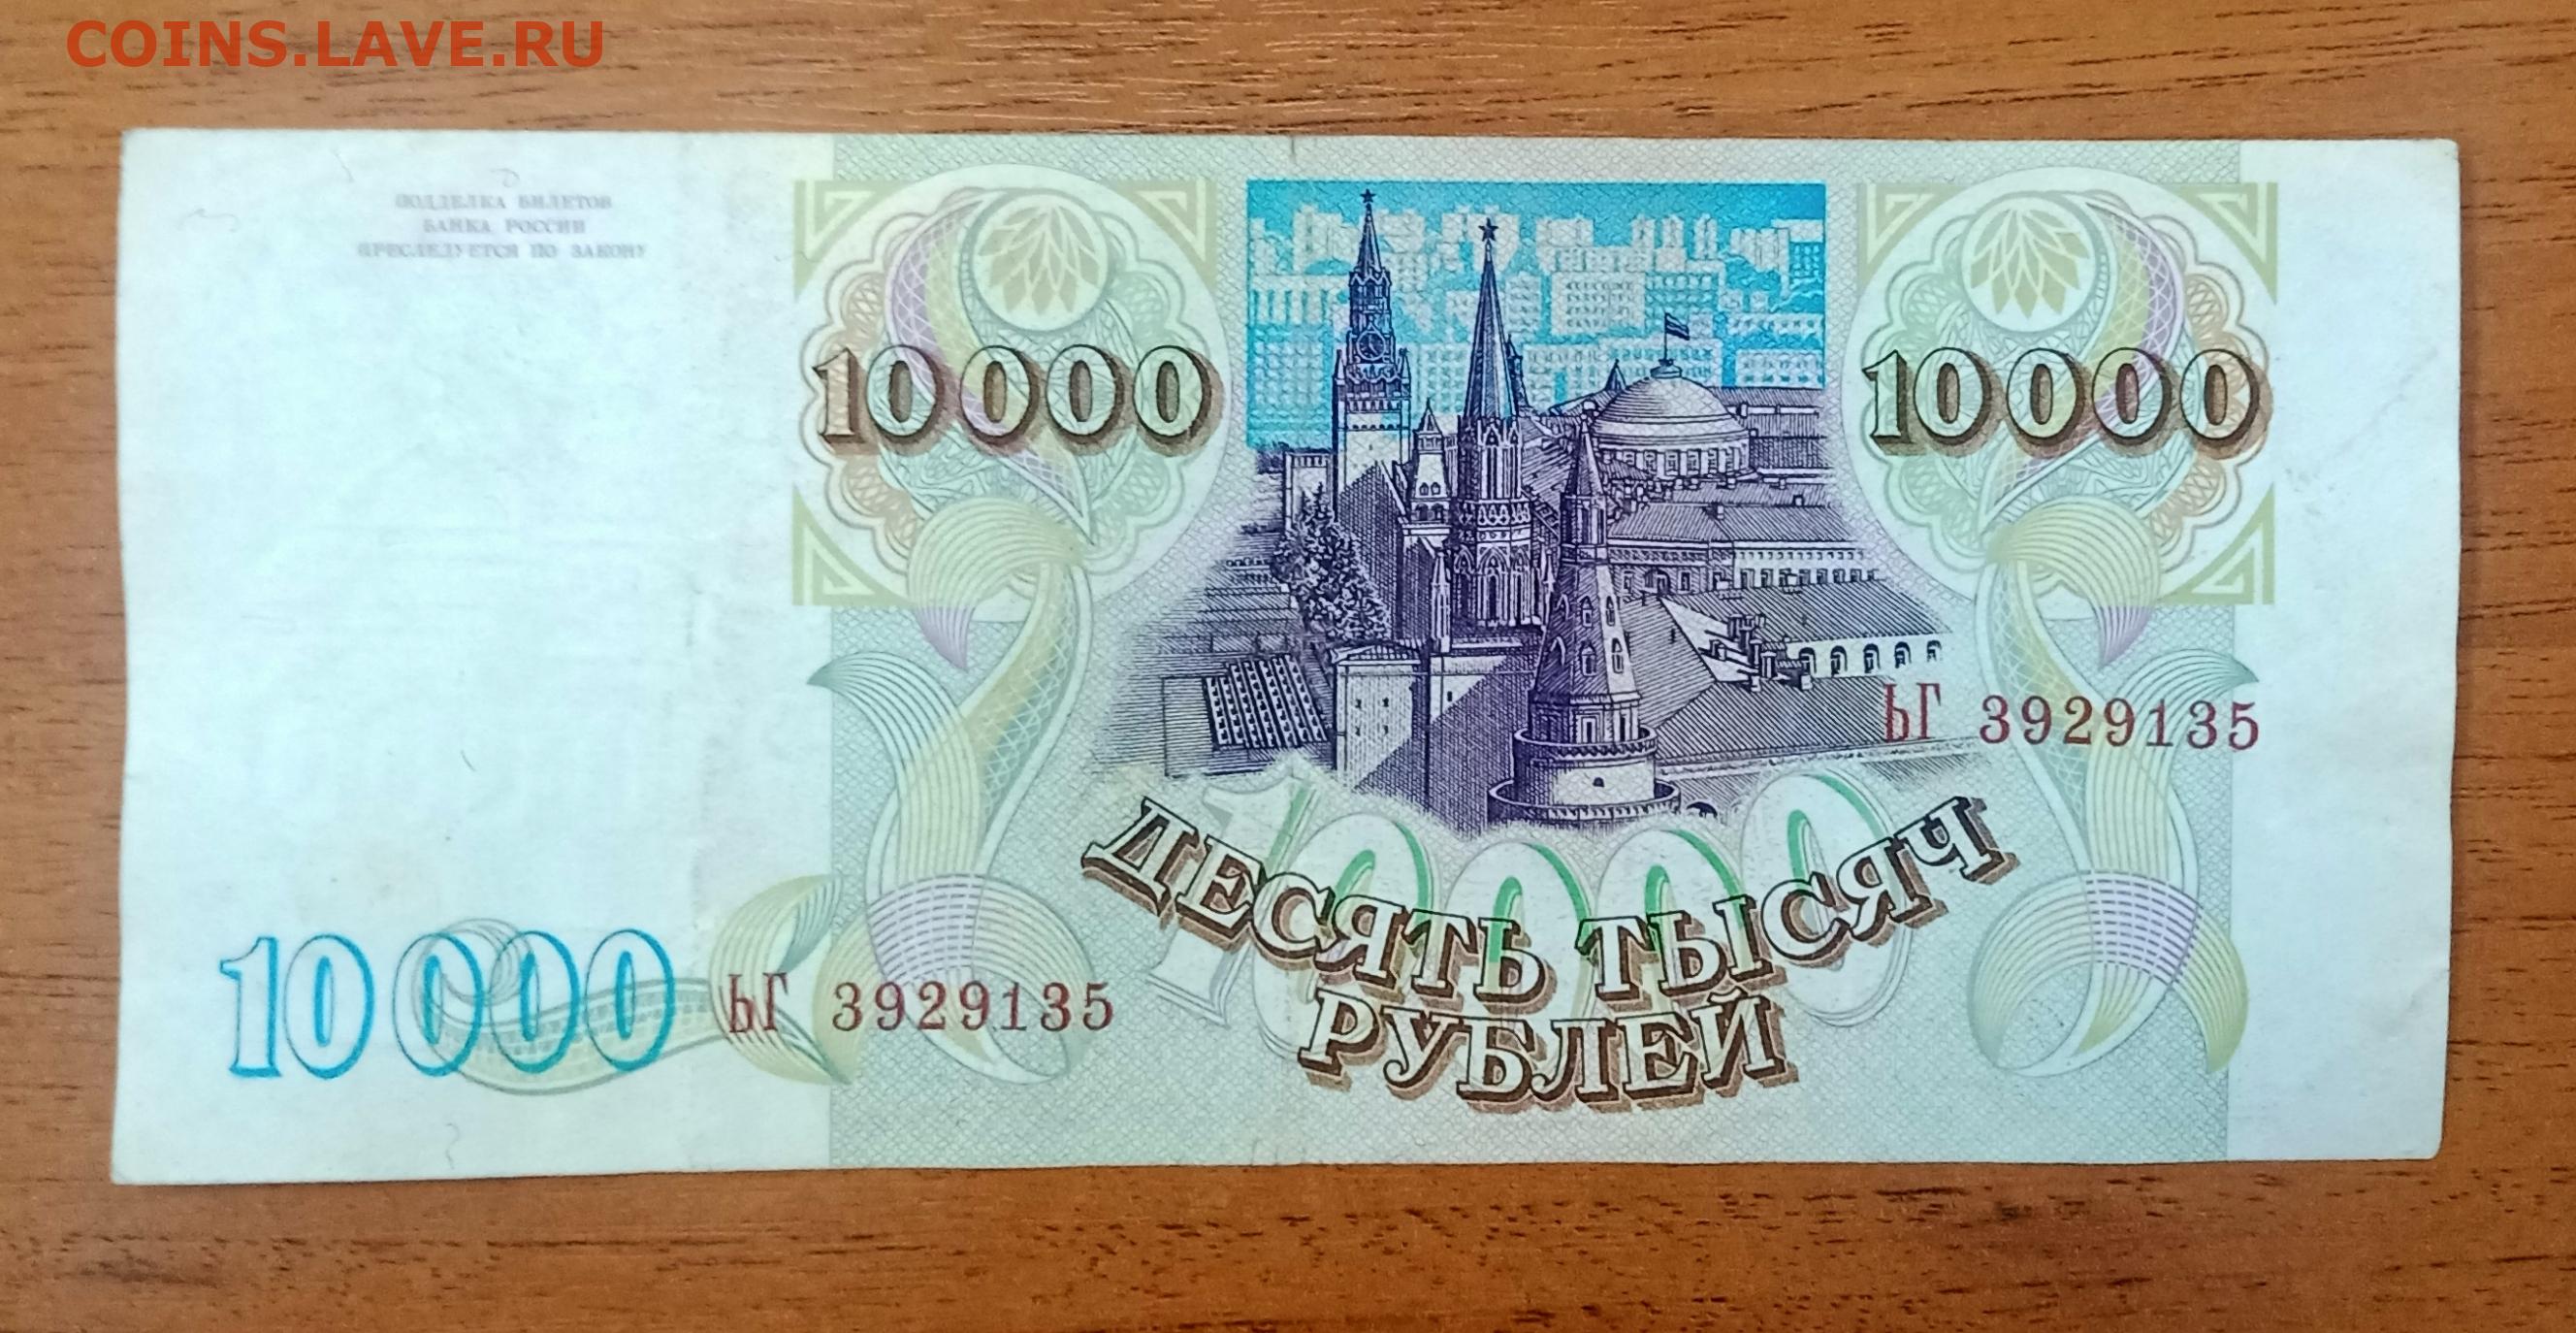 COINS.LAVE.RU
ПОДДЕЛКА БИЛЕТОВ
БАНКА РОССИИ
ПРЕСЛЕДУЕТСЯ ПО ЗАКОНУ
10000
10000
ЬГ 3929135
10000
ДЕСЯТЬ ТЫСЯЧ
РУБЛЕЙ
10000
ЬГ 3929135